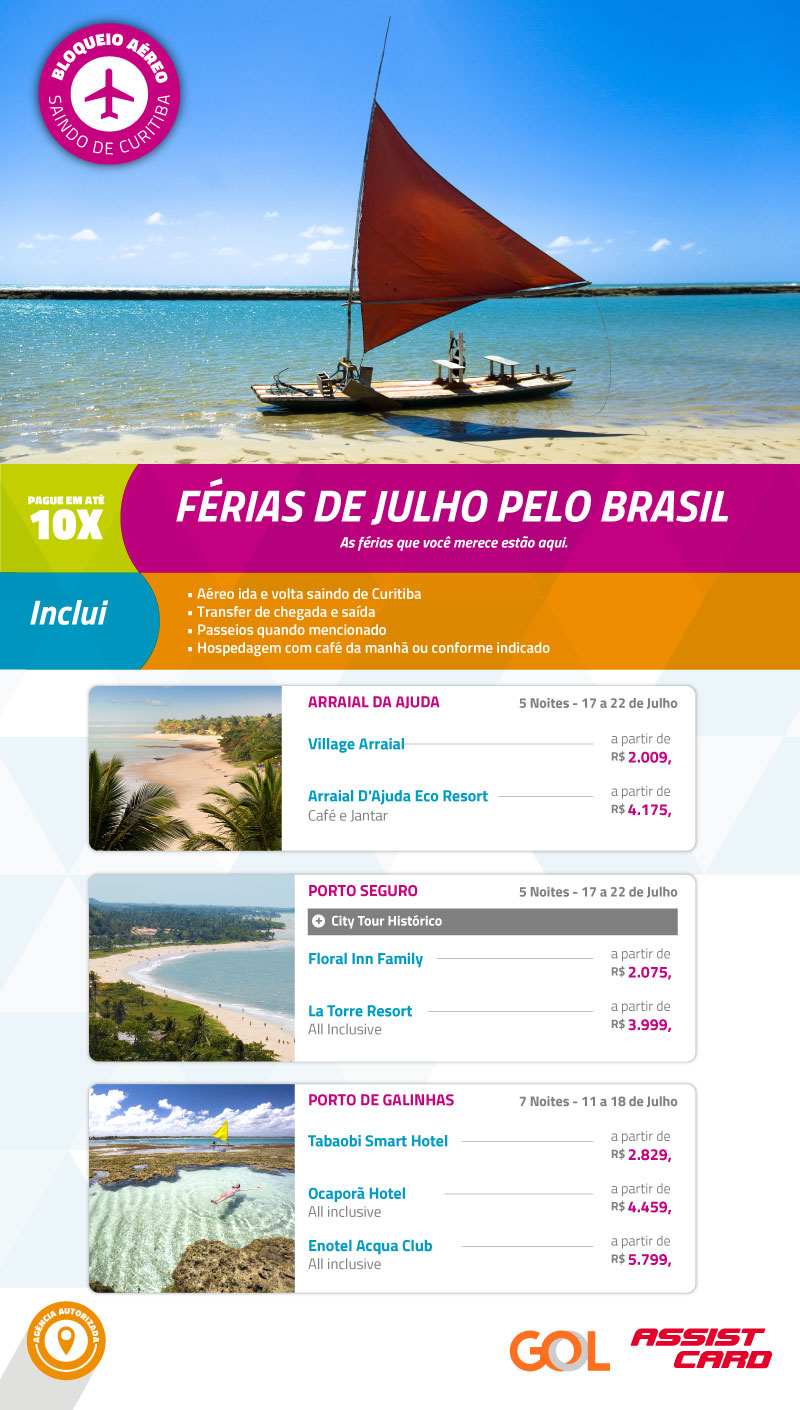 BLOQUEIO AÉREO
SAINDO DE CURITIBA
PAGUE EM ATÉ
10X
FÉRIAS DE JULHO PELO BRASIL
As férias que você merece estão aqui.
Inclui
• Aéreo ida e volta saindo de Curitiba
• Transfer de chegada e saída
• Passeios quando mencionado
• Hospedagem com café da manhã ou conforme indicado
ARRAIAL DA AJUDA 5 Noites - 17 a 22 de Julho
Village Arraial a partir de
R$ 2.009,
Arraial D'Ajuda Eco Resort a partir de
Café e Jantar R$ 4.175,
PORTO SEGURO 5 Noites - 17 a 22 de Julho
City Tour Histórico
Floral Inn Family a partir de
R$ 2.075,
La Torre Resort a partir de
All Inclusive R$ 3.999,
PORTO DE GALINHAS 7 Noites - 11 a 18 de Julho
Tabaobi Smart Hotel a partir de
R$ 2.829,
Ocaporã Hotel a partir de
All inclusive R$ 4.459,
Enotel Acqua Club a partir de
All inclusive R$ 5.799,
AGÊNCIA AUTORIZADA
GOL
ASSIST
CARD